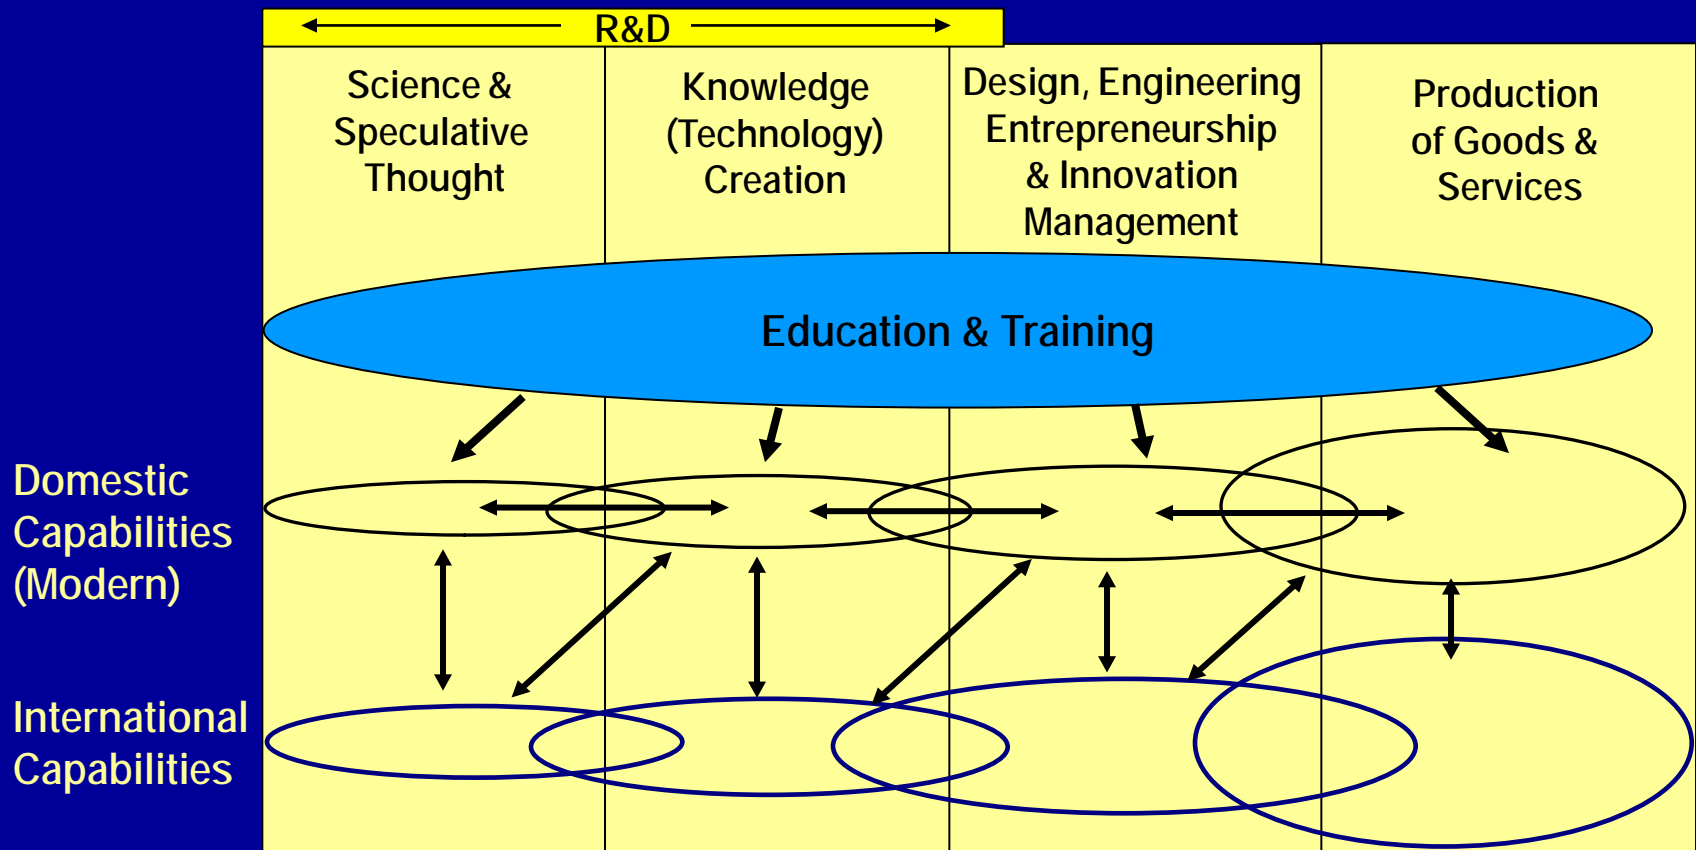 R&D
Science &
Speculative
Thought
Knowledge
(Technology)
Creation
Design, Engineering
Entrepreneurship
& Innovation
Management
Production
of Goods &
Services
Education & Training
Domestic
Capabilities
(Modern)
International
Capabilities